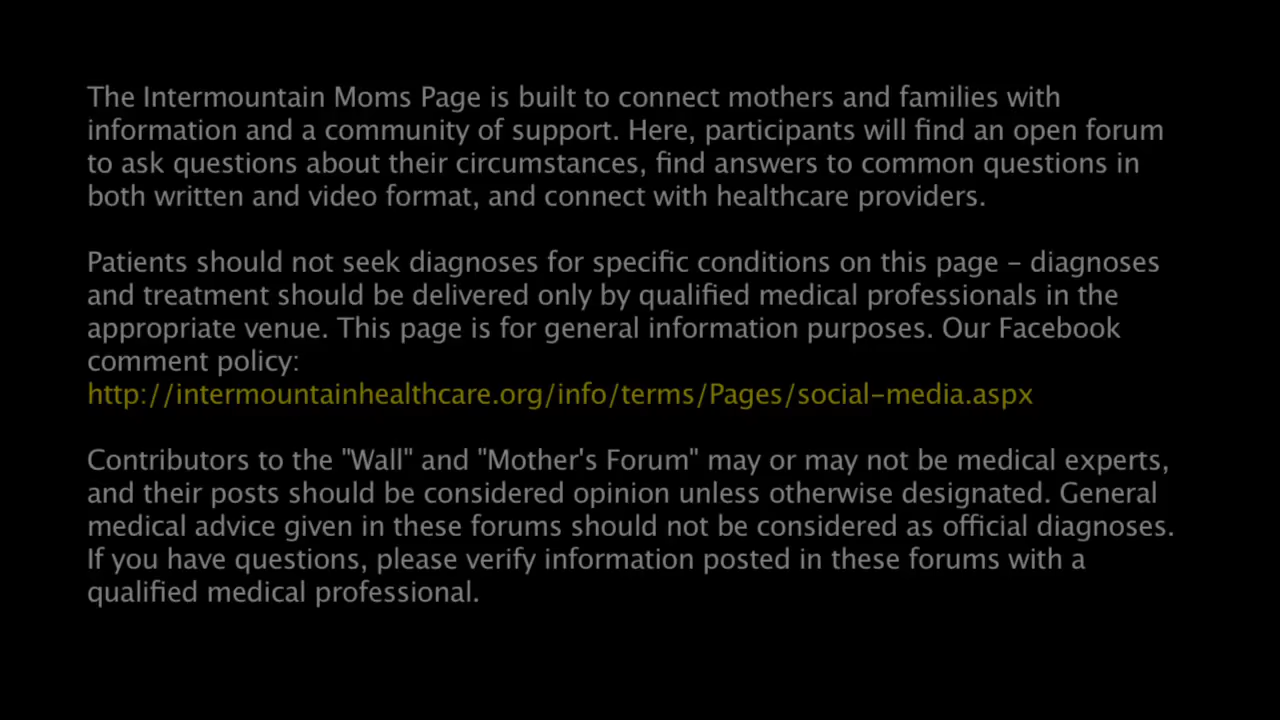 The Intermountain Moms Page is built to connect mothers and families with
information and a community of support. Here, participants will find an open forum
to ask questions about their circumstances, find answers to common questions in
both written and video format, and connect with healthcare providers.
Patients should not seek diagnoses for specific conditions on this page - diagnoses
and treatment should be delivered only by qualified medical professionals in the
appropriate venue. This page is for general information purposes. Our Facebook
comment policy:
http://intermountainhealthcare.org/info/terms/Pages/social-media.aspx
Contributors to the "Wall" and "Mother's Forum" may or may not be medical experts,
and their posts should be considered opinion unless otherwise designated. General
medical advice given in these forums should not be considered as official diagnoses.
If you have questions, please verify information posted in these forums with a
qualified medical professional.